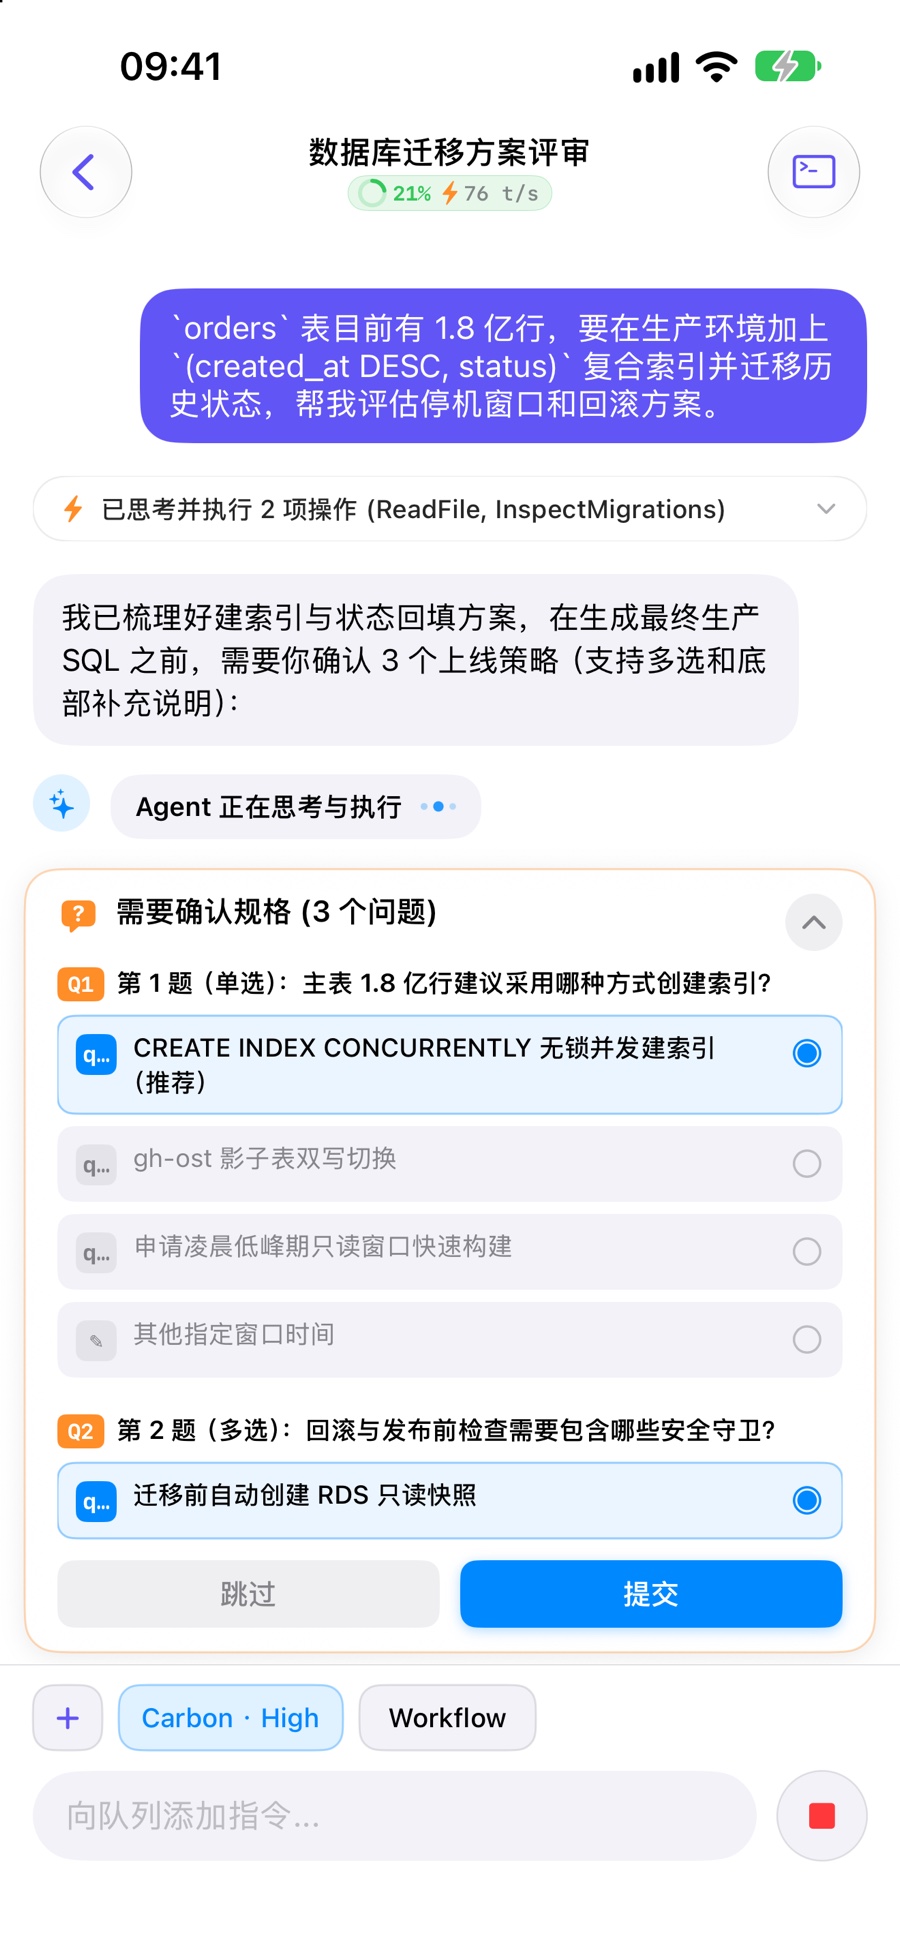 09:41
数据库迁移方案评审
21% 76 t/s
`orders` 表目前有 1.8 亿行，要在生产环境加上
`(created_at DESC, status)` 复合索引并迁移历
史状态，帮我评估停机窗口和回滚方案。
已思考并执行 2 项操作 (ReadFile, InspectMigrations)
我已梳理好建索引与状态回填方案，在生成最终生产
SQL 之前，需要你确认 3 个上线策略（支持多选和底
部补充说明）：
Agent 正在思考与执行
需要确认规格 (3 个问题)
Q1 第 1 题（单选）：主表 1.8 亿行建议采用哪种方式创建索引？
q... CREATE INDEX CONCURRENTLY 无锁并发建索引
（推荐）
q... gh-ost 影子表双写切换
q... 申请凌晨低峰期只读窗口快速构建
其他指定窗口时间
Q2 第 2 题（多选）：回滚与发布前检查需要包含哪些安全守卫？
q... 迁移前自动创建 RDS 只读快照
跳过
提交
Carbon · High
Workflow
向队列添加指令...